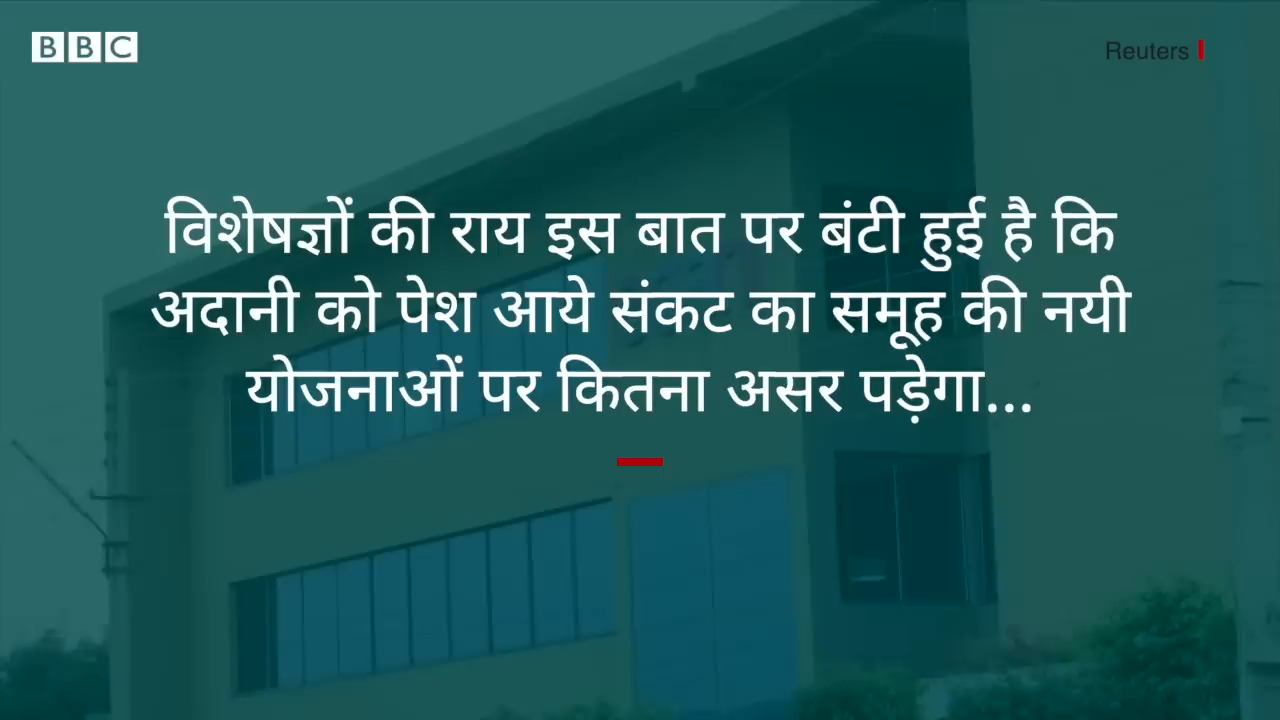 BBC
Reuters
विशेषज्ञों की राय इस बात पर बंटी हुई है कि
अदानी को पेश आये संकट का समूह की नयी
योजनाओं पर कितना असर पड़ेगा...